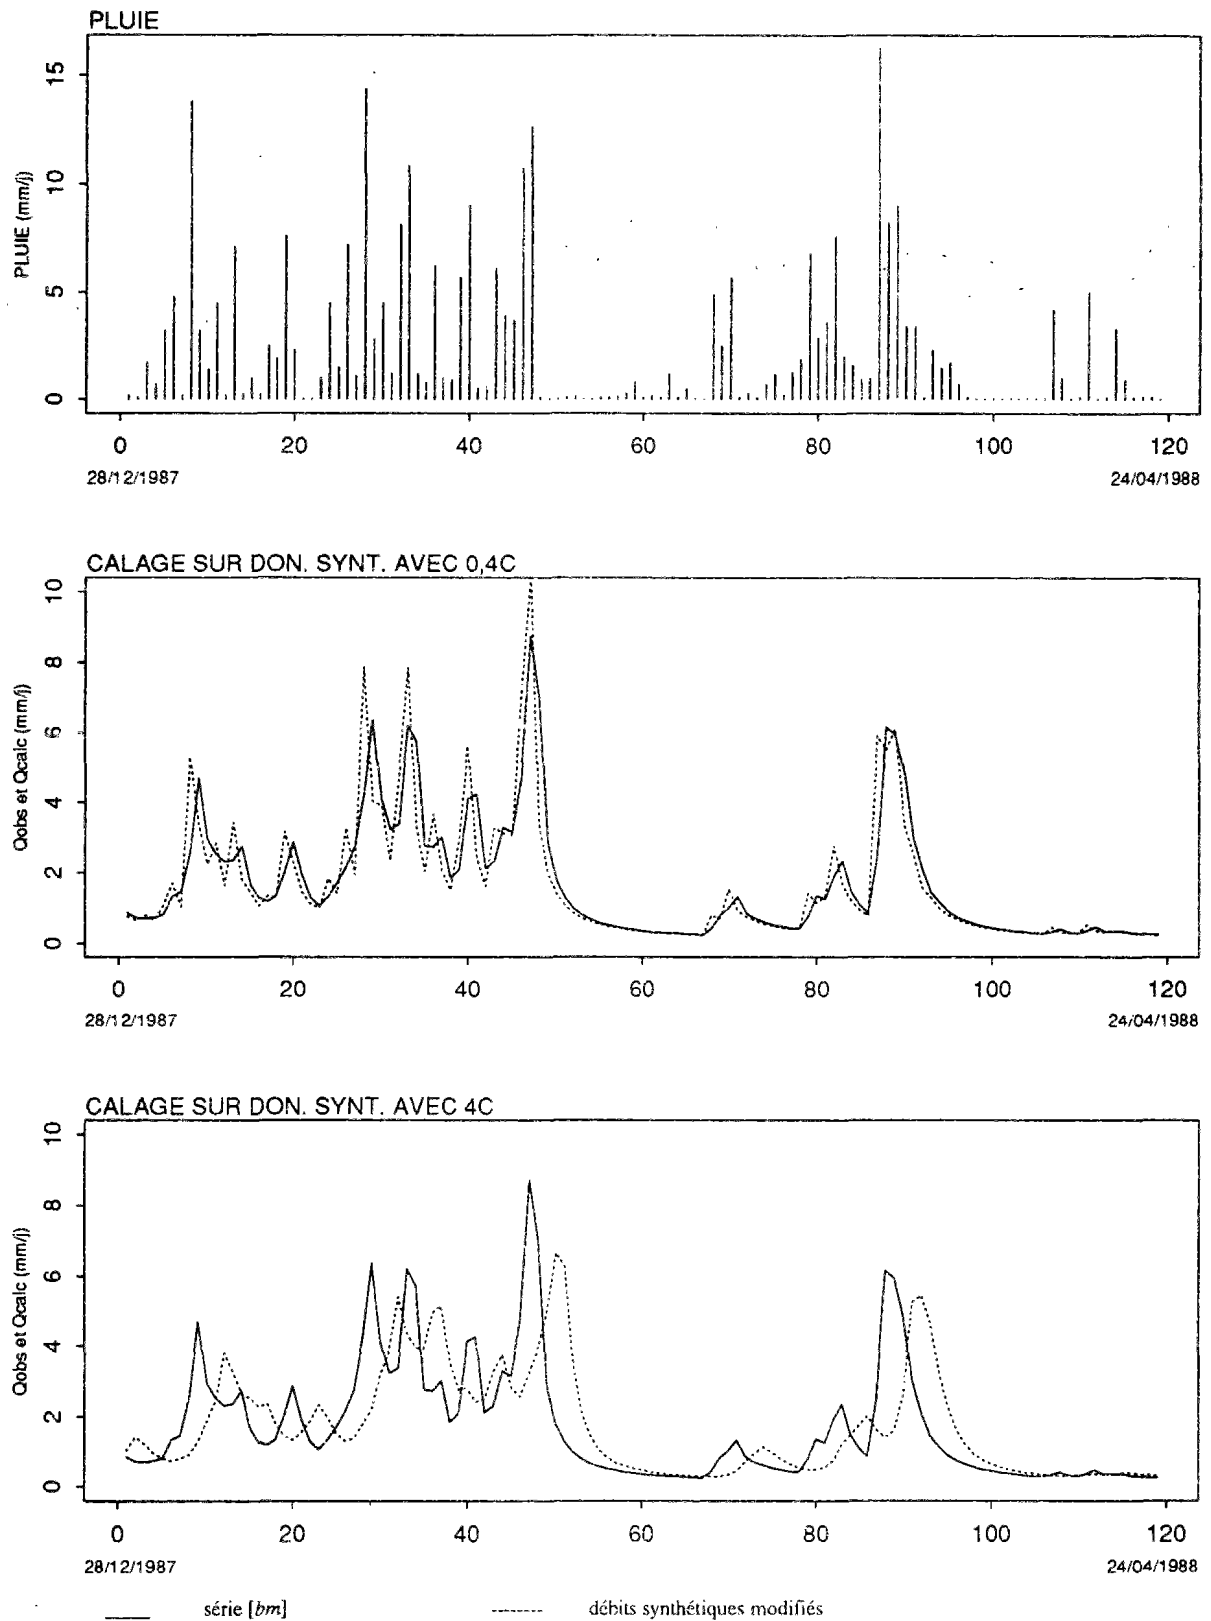 PLUIE
PLUIE (mm/j)
15
10
5
0
0 20 40 60 80 100 120
28/12/1987 24/04/1988
CALAGE SUR DON. SYNT. AVEC 0,4C
Qobs et Qcalc (mm/j)
10
8
6
4
2
0
0 20 40 60 80 100 120
28/12/1987 24/04/1988
CALAGE SUR DON. SYNT. AVEC 4C
Qobs et Qcalc (mm/j)
10
8
6
4
2
0
0 20 40 60 80 100 120
28/12/1987 24/04/1988
série [bm] débits synthétiques modifiés